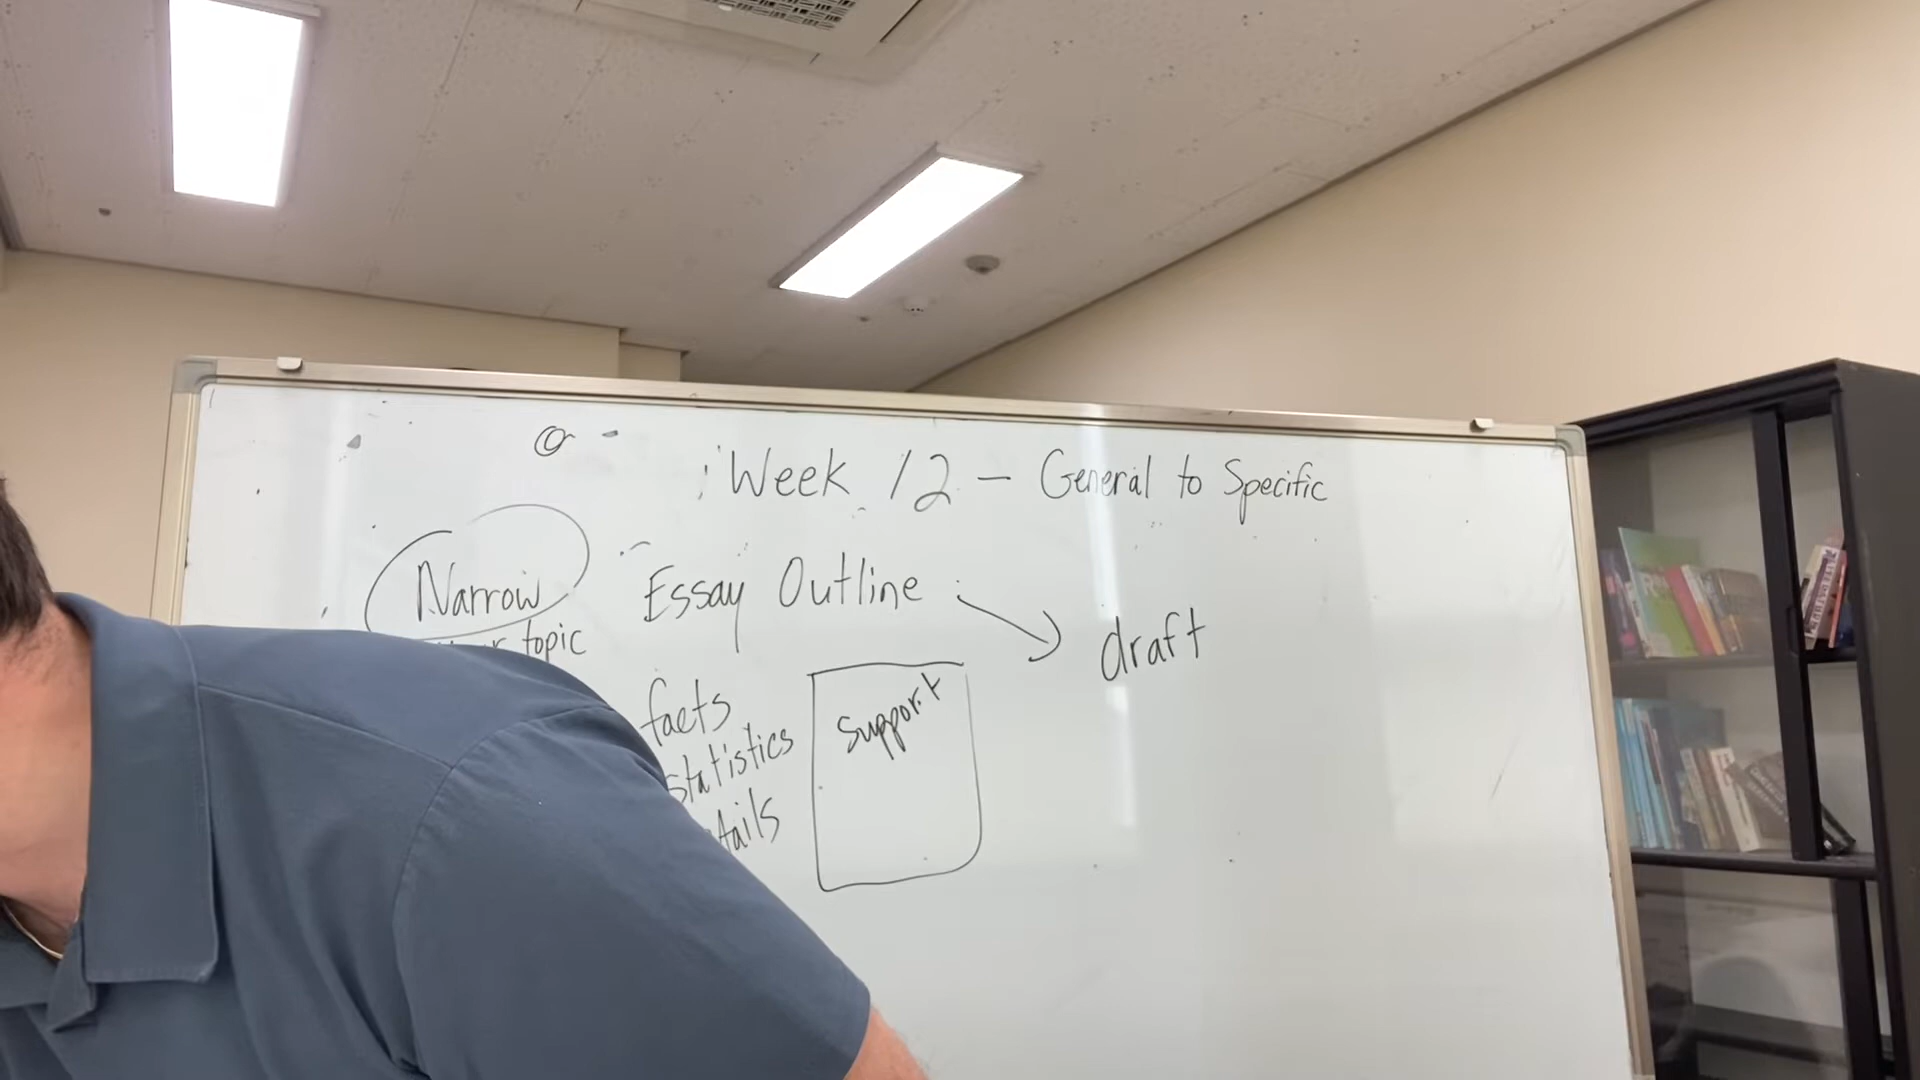 Week 12 - General to Specific
Narrow
topic
Essay Outline
draft
facts
statistics
support